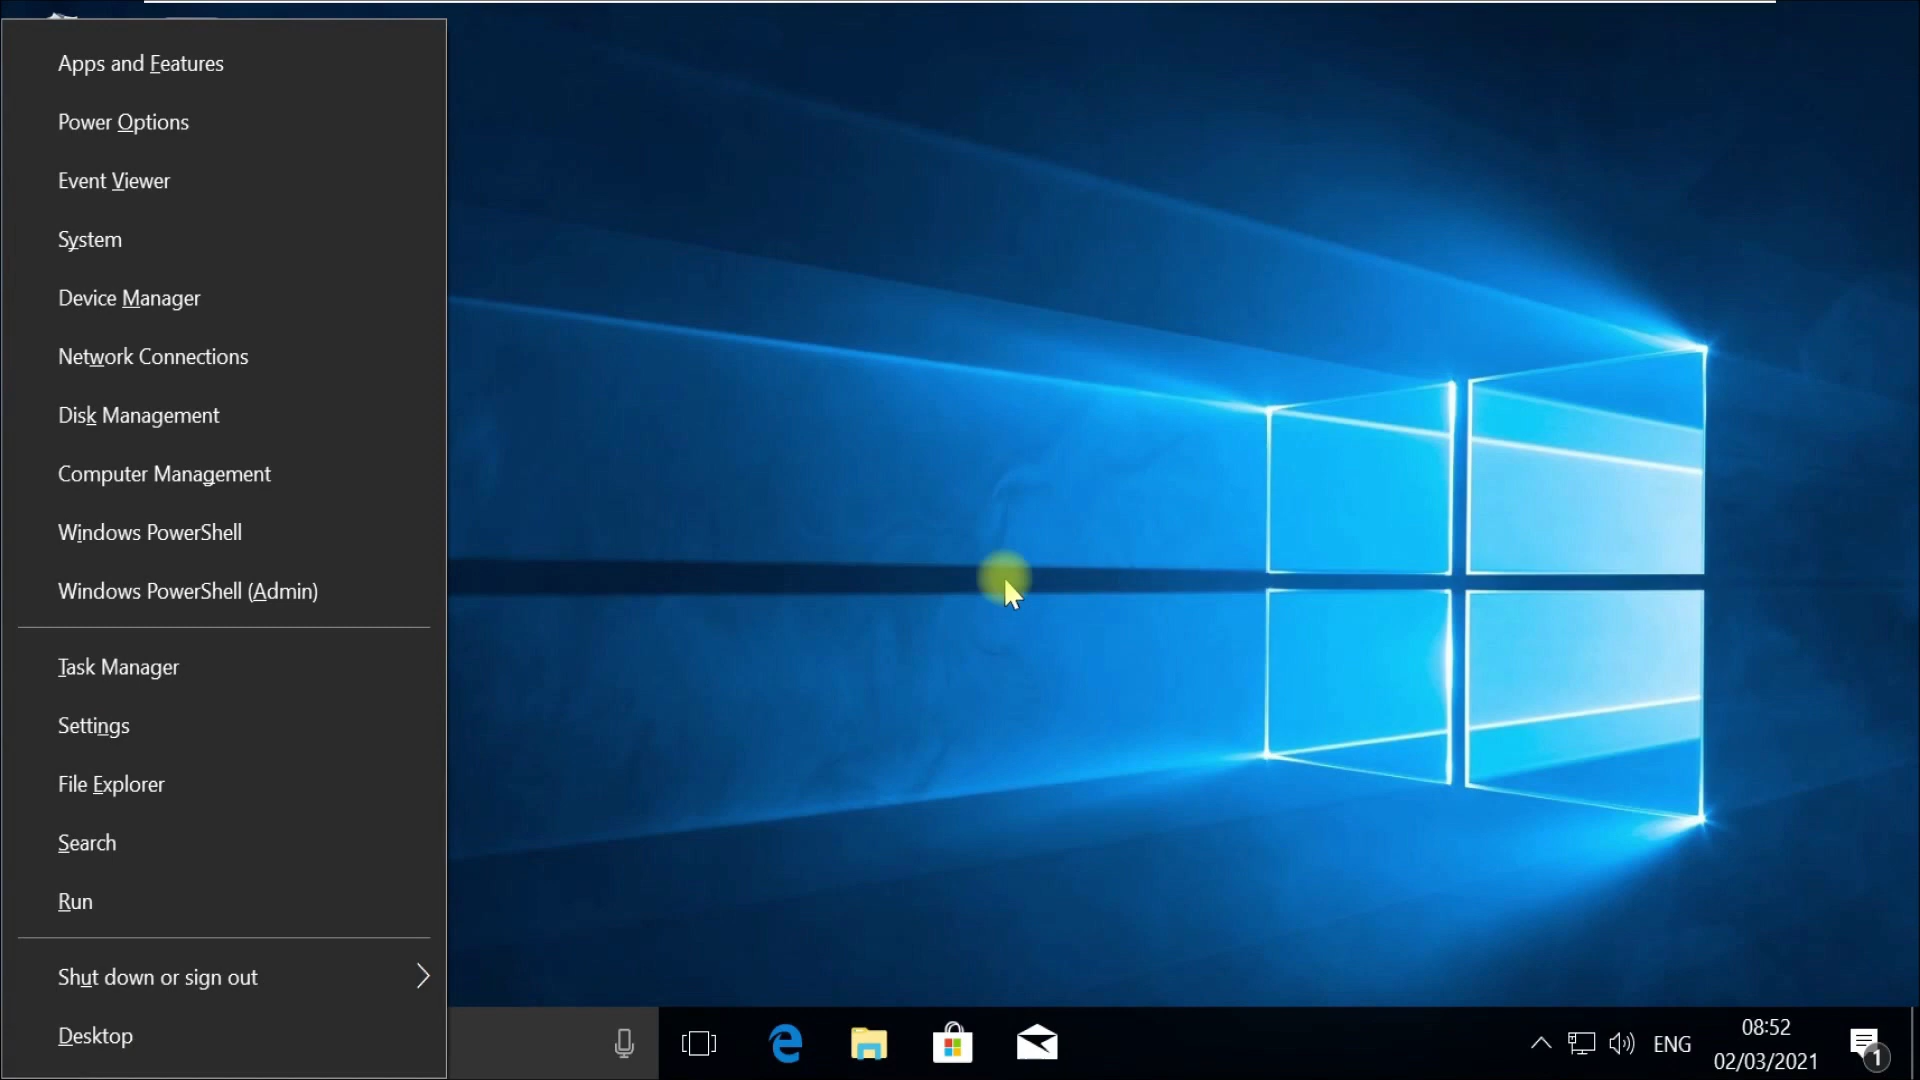 Apps and Features
Power Options
Event Viewer
System
Device Manager
Network Connections
Disk Management
Computer Management
Windows PowerShell
Windows PowerShell (Admin)
Task Manager
Settings
File Explorer
Search
Run
Shut down or sign out
Desktop
ENG
08:52
02/03/2021
1